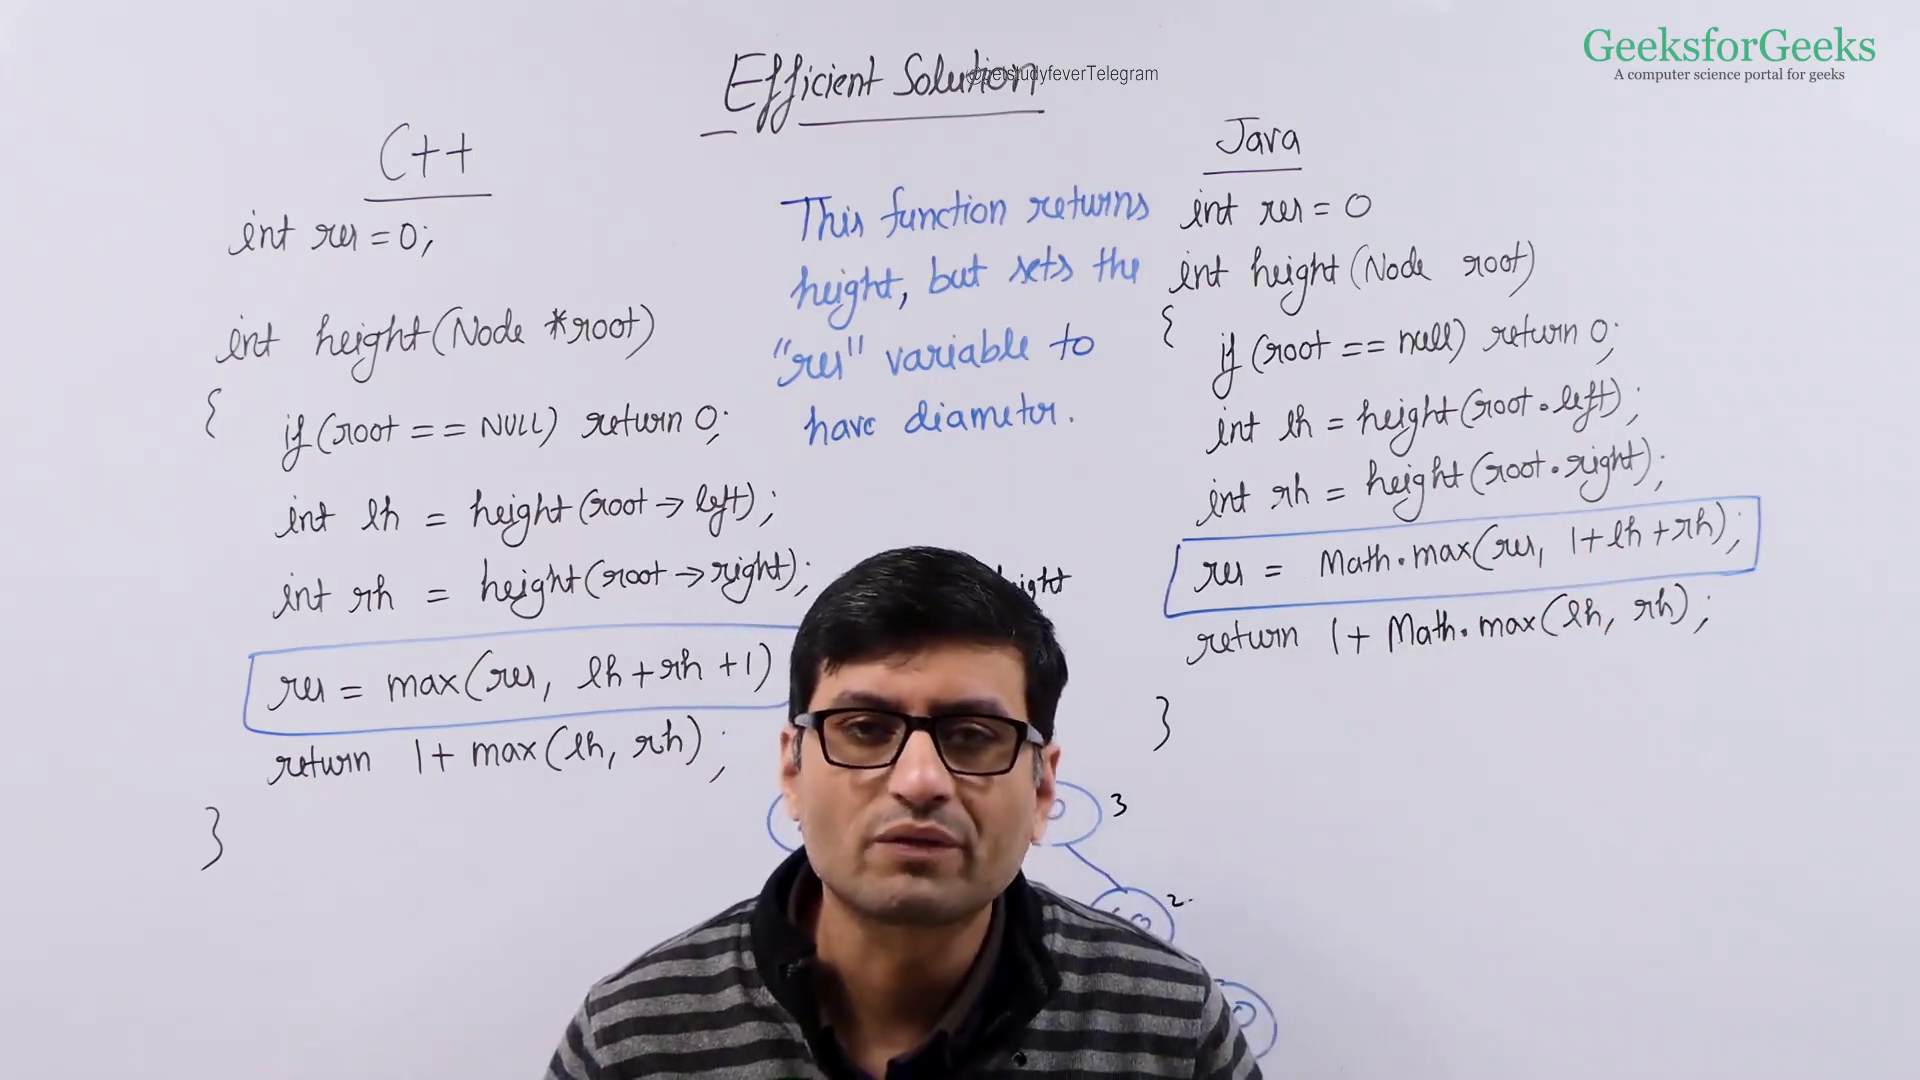 GeeksforGeeks
A computer science portal for geeks
Efficient Solution
@getstudyfeverTelegram
C++
int res = 0;
int height(Node *root)
{
if(root == NULL) return 0;
int lh = height(root → left);
int rh = height(root → right);
res = max(res, lh + rh + 1)
return 1 + max(lh, rh);
}
This function returns
height, but sets the
"res" variable to
have diameter.
Java
int res = 0
int height(Node root)
{
if(root == null) return 0;
int lh = height(root.left);
int rh = height(root.right);
res = Math.max(res, 1 + lh + rh);
return 1 + Math.max(lh, rh);
}
3
2.